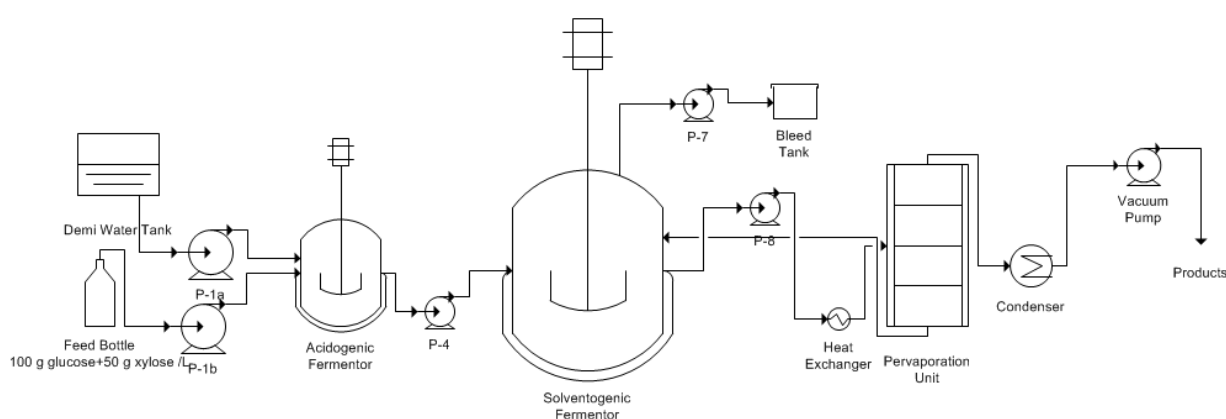 Demi Water Tank
P-1a
Feed Bottle
100 g glucose+50 g xylose /L
P-1b
Acidogenic
Fermentor
P-4
Solventogenic
Fermentor
P-7
Bleed
Tank
P-8
Heat
Exchanger
Pervaporation
Unit
Condenser
Vacuum
Pump
Products